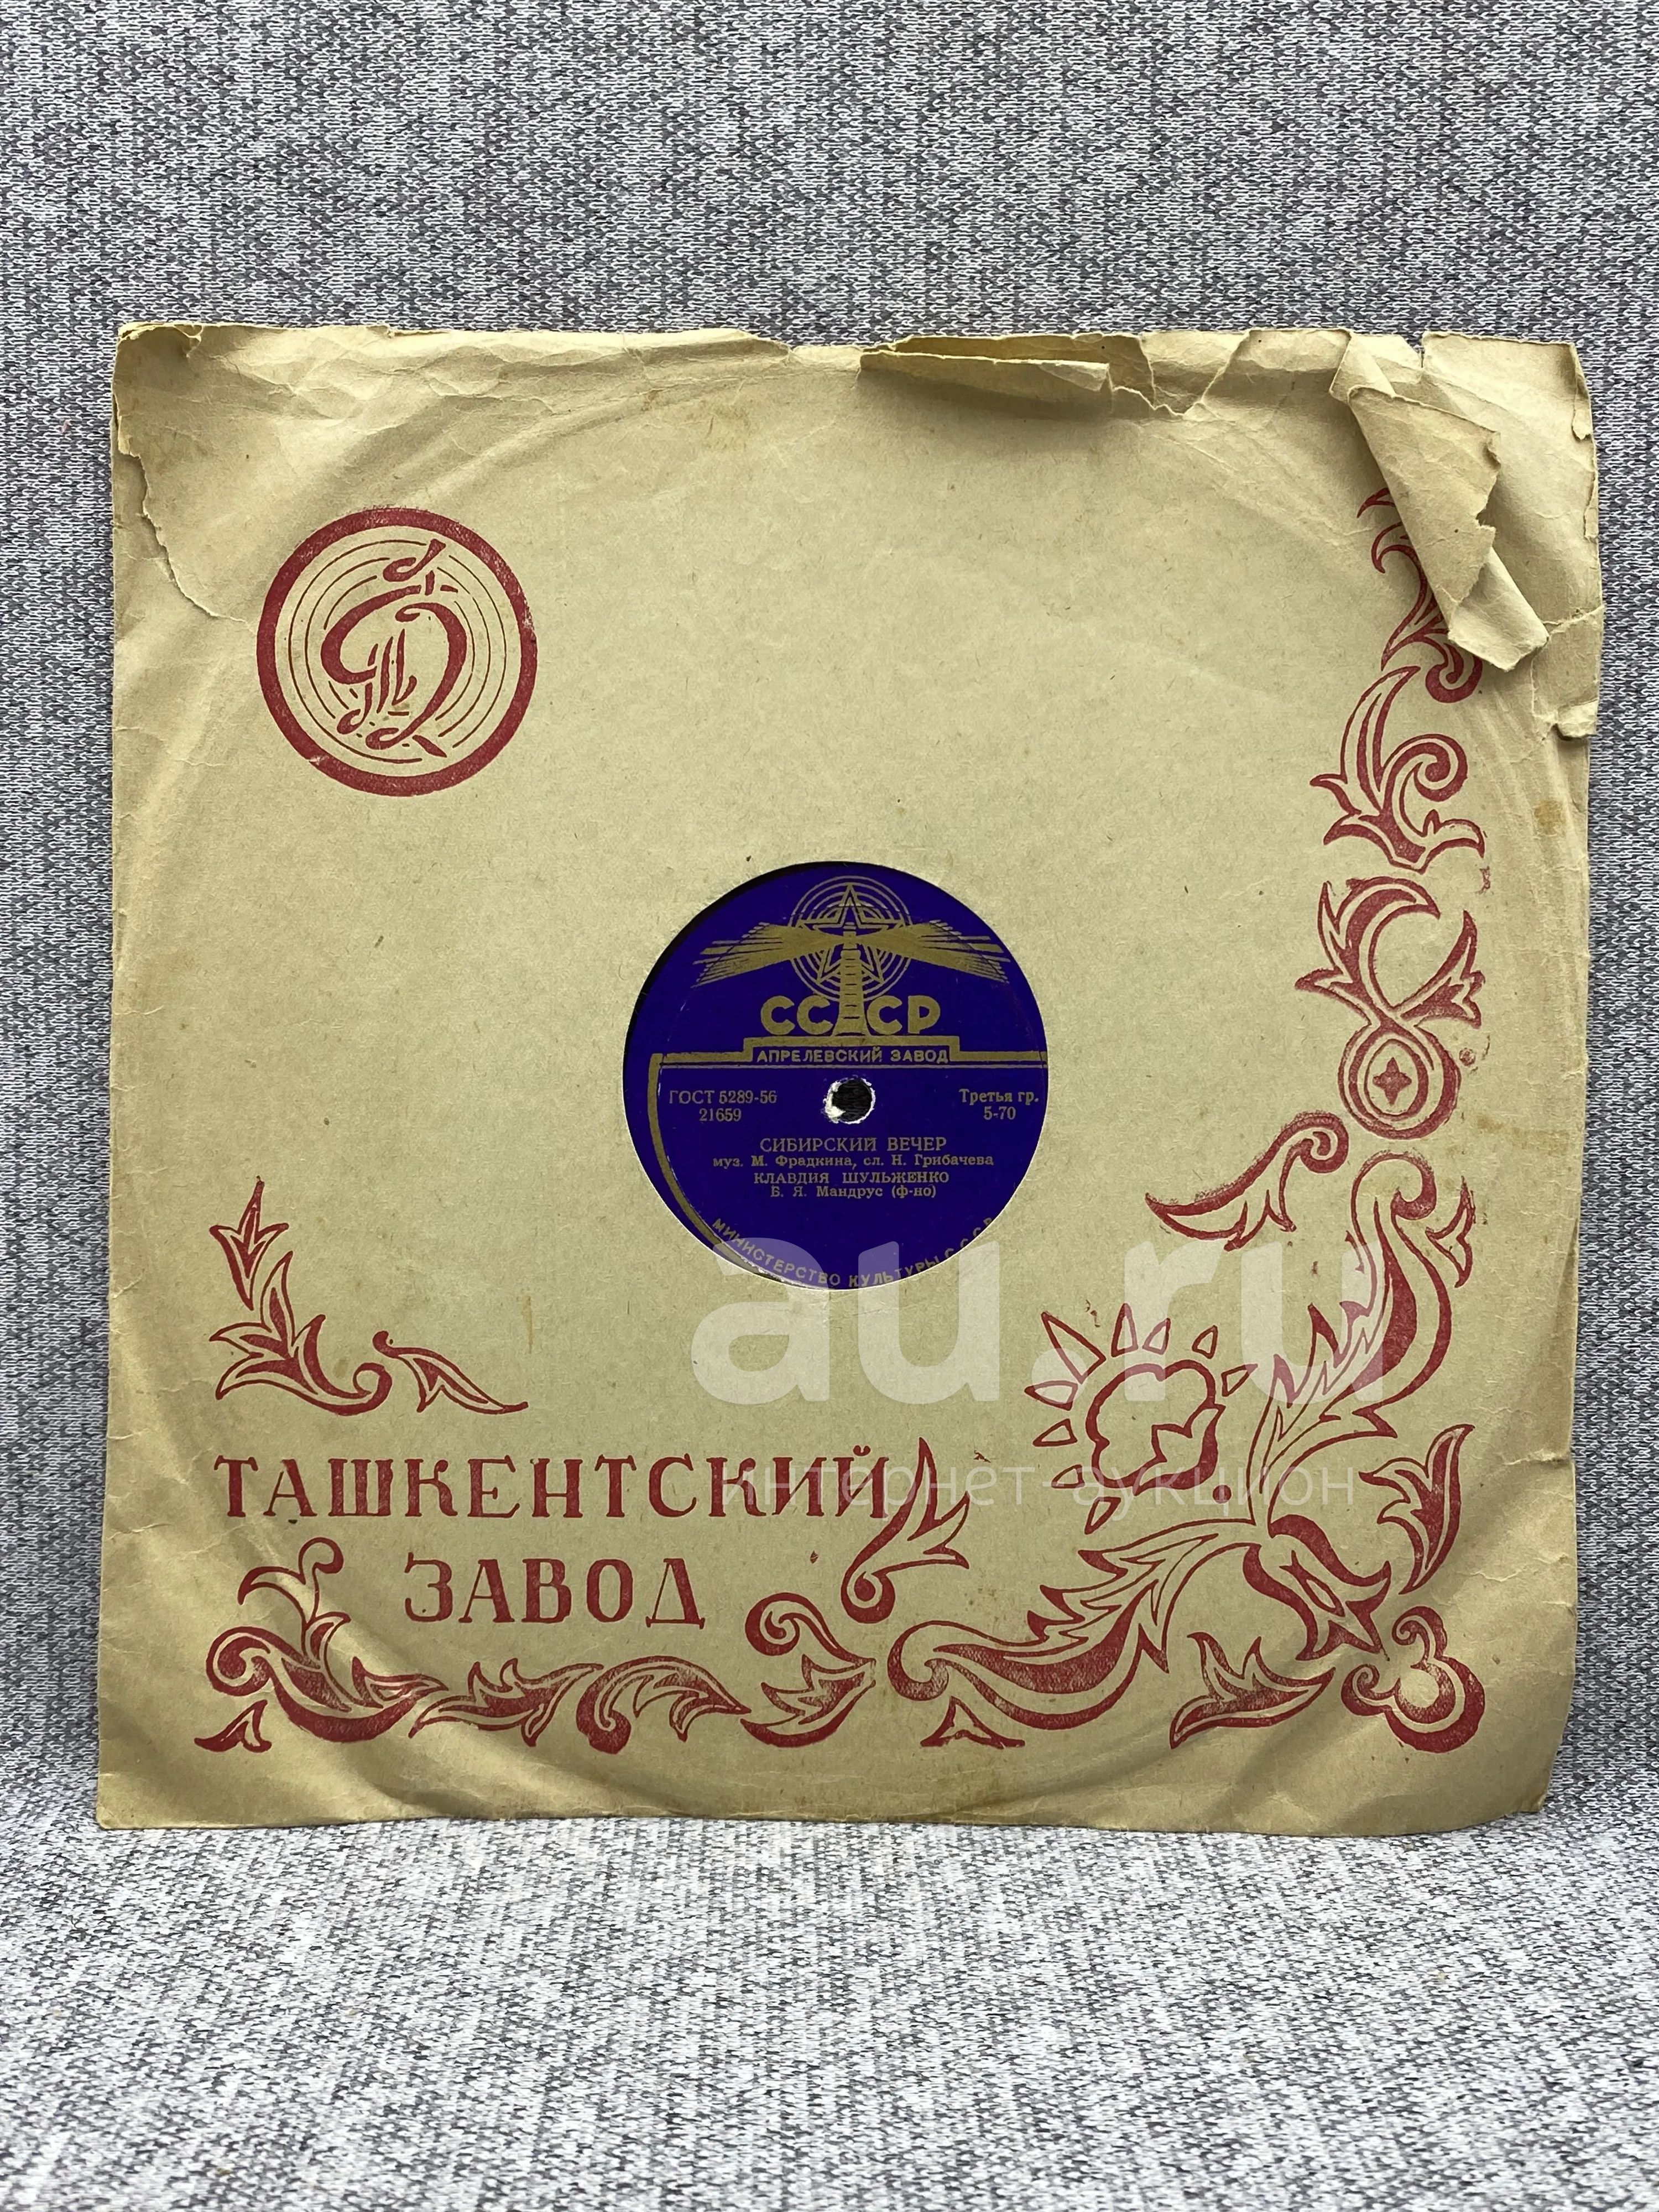 СССР
АПРЕЛЕВСКИЙ ЗАВОД
ГОСТ 5289-56
21659
Третья гр.
5-70
СИБИРСКИЙ ВЕЧЕР
муз. М. Фрадкина, сл. Н. Грибачева
КЛАВДИЯ ШУЛЬЖЕНКО
Б. Я. Мандрус (ф-но)
МИНИСТЕРСТВО КУЛЬТУРЫ СССР
au.ru
интернет-аукцион
ТАШКЕНТСКИЙ
ЗАВОД